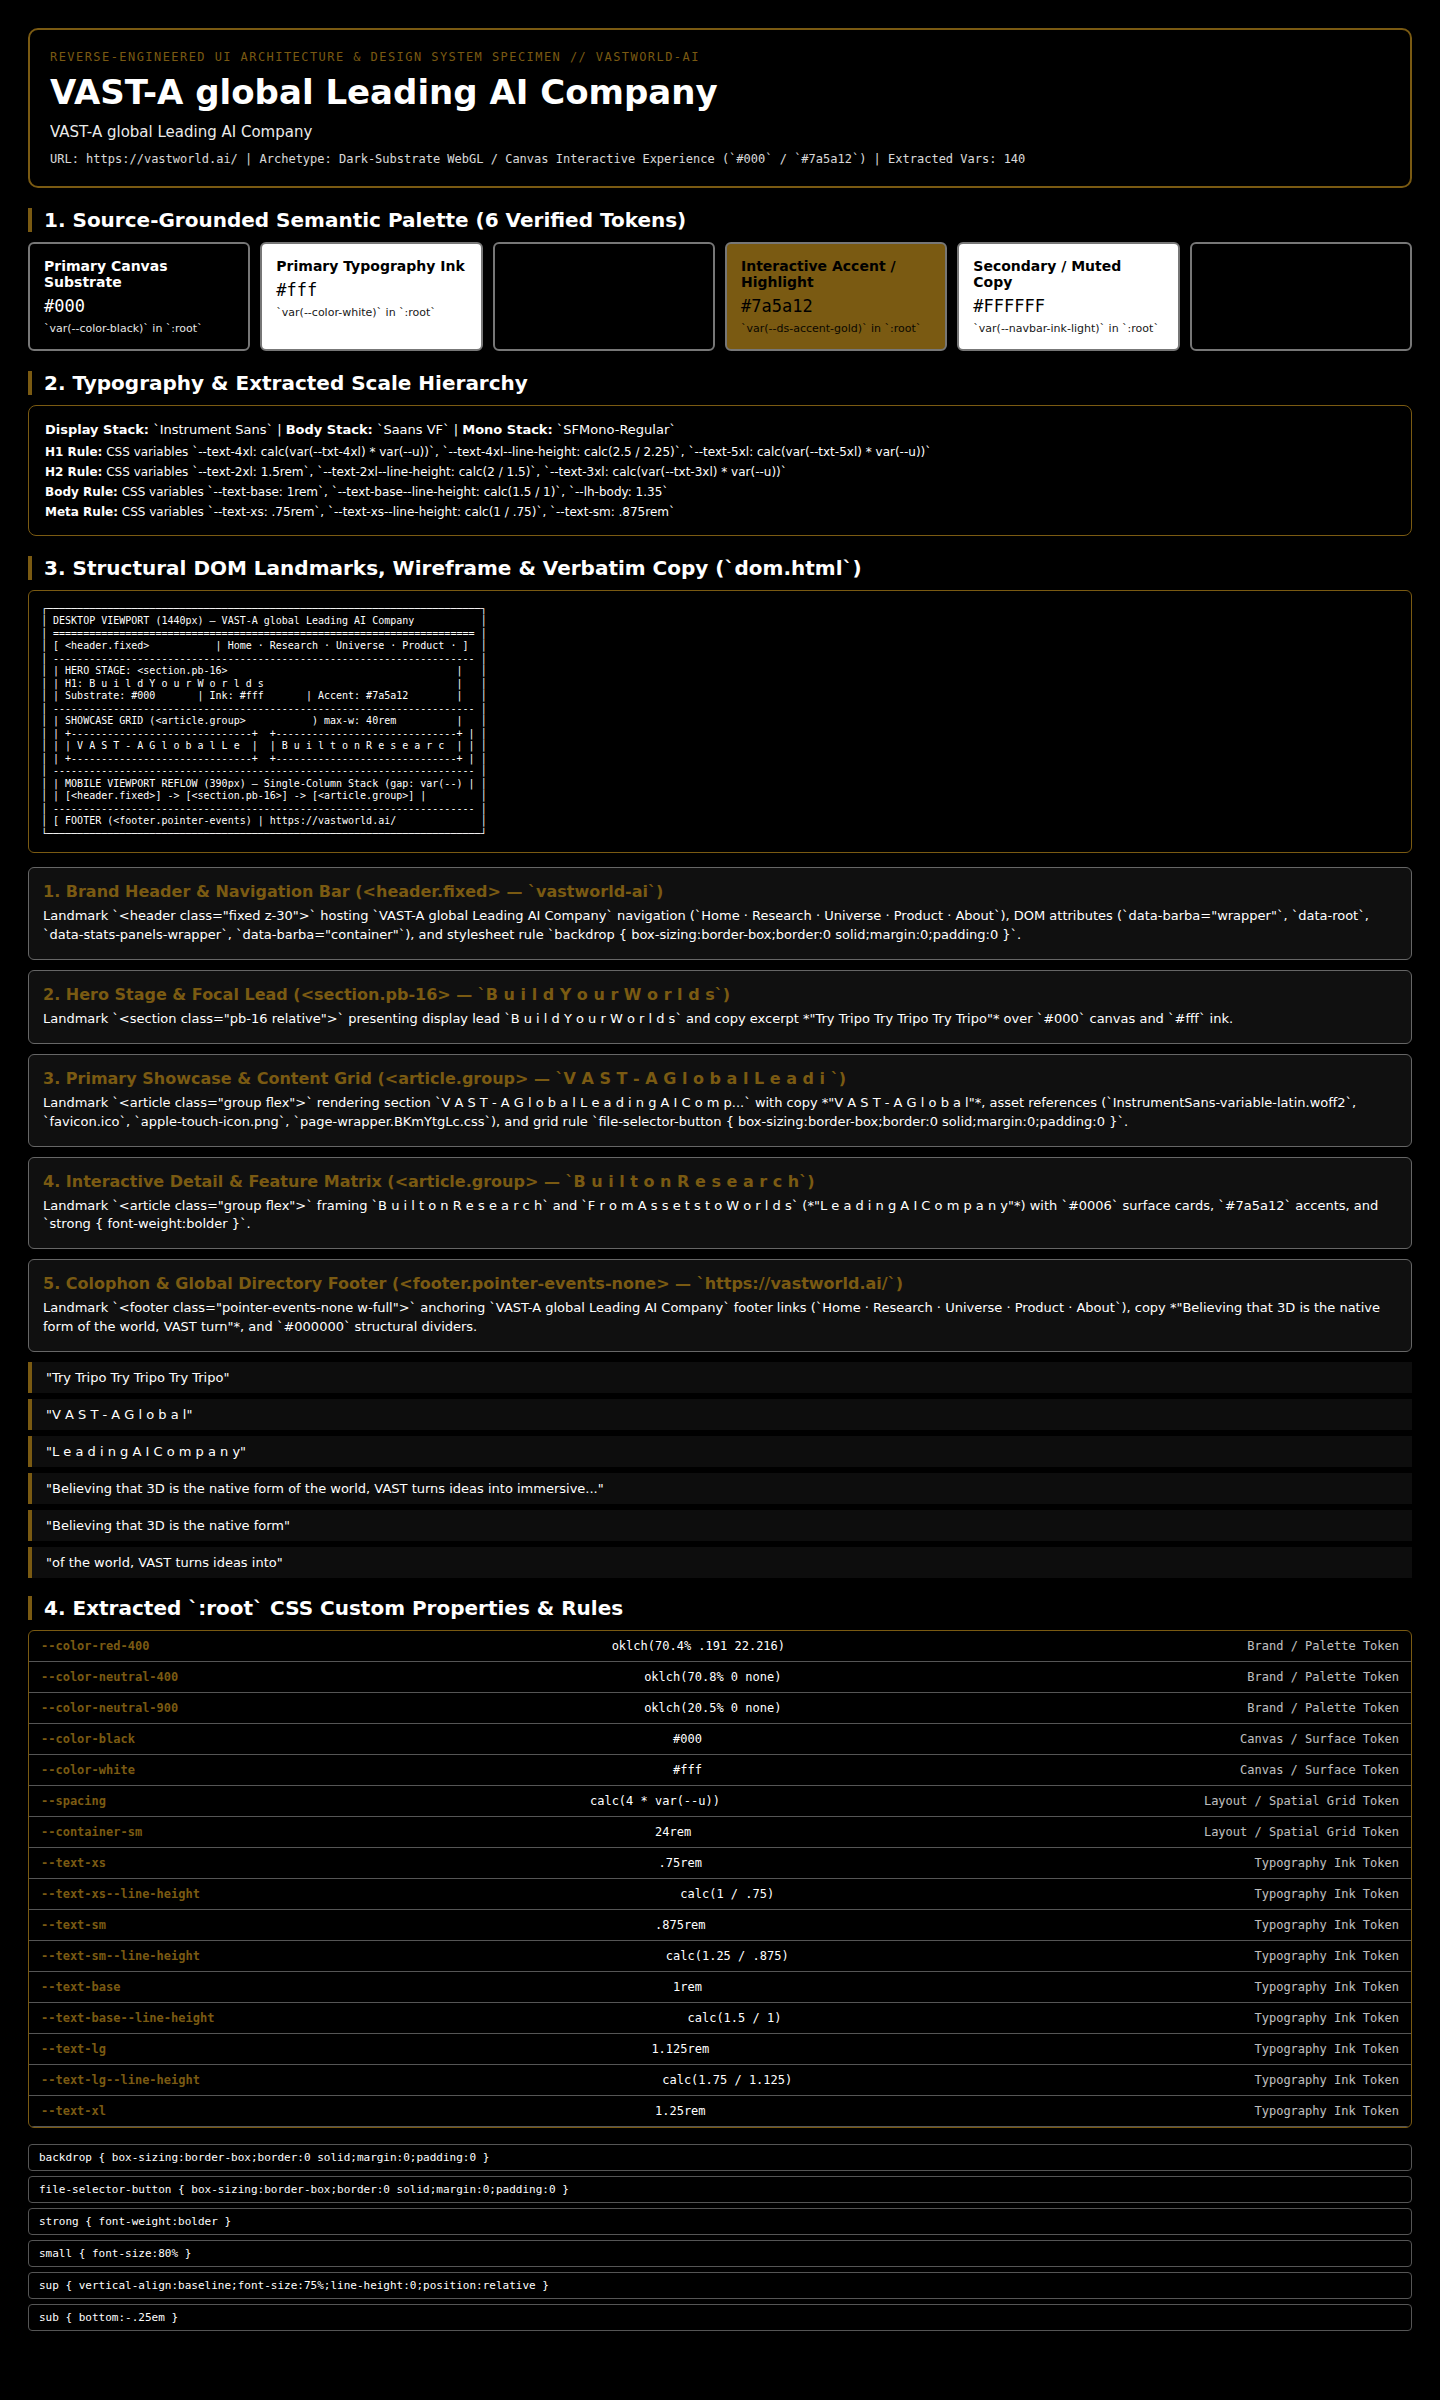 REVERSE-ENGINEERED UI ARCHITECTURE & DESIGN SYSTEM SPECIMEN // VASTWORLD-AI
VAST-A global Leading AI Company
VAST-A global Leading AI Company
URL: https://vastworld.ai/ | Archetype: Dark-Substrate WebGL / Canvas Interactive Experience (`#000` / `#7a5a12`) | Extracted Vars: 140
1. Source-Grounded Semantic Palette (6 Verified Tokens)
Primary Canvas
Substrate
#000
`var(--color-black)` in `:root`
Primary Typography Ink
#fff
`var(--color-white)` in `:root`
Interactive Accent /
Highlight
#7a5a12
`var(--ds-accent-gold)` in `:root`
Secondary / Muted
Copy
#FFFFFF
`var(--navbar-ink-light)` in `:root`
2. Typography & Extracted Scale Hierarchy
Display Stack: `Instrument Sans` | Body Stack: `Saans VF` | Mono Stack: `SFMono-Regular`
H1 Rule: CSS variables `--text-4xl: calc(var(--txt-4xl) * var(--u))`, `--text-4xl--line-height: calc(2.5 / 2.25)`, `--text-5xl: calc(var(--txt-5xl) * var(--u))`
H2 Rule: CSS variables `--text-2xl: 1.5rem`, `--text-2xl--line-height: calc(2 / 1.5)`, `--text-3xl: calc(var(--txt-3xl) * var(--u))`
Body Rule: CSS variables `--text-base: 1rem`, `--text-base--line-height: calc(1.5 / 1)`, `--lh-body: 1.35`
Meta Rule: CSS variables `--text-xs: .75rem`, `--text-xs--line-height: calc(1 / .75)`, `--text-sm: .875rem`
3. Structural DOM Landmarks, Wireframe & Verbatim Copy (`dom.html`)
DESKTOP VIEWPORT (1440px) — VAST-A global Leading AI Company
======================================================================
[ <header.fixed>           | Home · Research · Universe · Product · ]
----------------------------------------------------------------------
| HERO STAGE: <section.pb-16>                                      |
| H1: B u i l d Y o u r W o r l d s                                |
| Substrate: #000       | Ink: #fff       | Accent: #7a5a12        |
----------------------------------------------------------------------
| SHOWCASE GRID (<article.group>           ) max-w: 40rem          |
| +------------------------------+  +------------------------------+ |
| | V A S T - A G l o b a l L e  |  | B u i l t o n R e s e a r c  | |
| +------------------------------+  +------------------------------+ |
----------------------------------------------------------------------
| MOBILE VIEWPORT REFLOW (390px) — Single-Column Stack (gap: var(--) |
| [<header.fixed>] -> [<section.pb-16>] -> [<article.group>] |
----------------------------------------------------------------------
[ FOOTER (<footer.pointer-events) | https://vastworld.ai/
1. Brand Header & Navigation Bar (<header.fixed> — `vastworld-ai`)
Landmark `<header class="fixed z-30">` hosting `VAST-A global Leading AI Company` navigation (`Home · Research · Universe · Product · About`), DOM attributes (`data-barba="wrapper"`, `data-root`,
`data-stats-panels-wrapper`, `data-barba="container"`), and stylesheet rule `backdrop { box-sizing:border-box;border:0 solid;margin:0;padding:0 }`.
2. Hero Stage & Focal Lead (<section.pb-16> — `B u i l d Y o u r W o r l d s`)
Landmark `<section class="pb-16 relative">` presenting display lead `B u i l d Y o u r W o r l d s` and copy excerpt *"Try Tripo Try Tripo Try Tripo"* over `#000` canvas and `#fff` ink.
3. Primary Showcase & Content Grid (<article.group> — `V A S T - A G l o b a l L e a d i `)
Landmark `<article class="group flex">` rendering section `V A S T - A G l o b a l L e a d i n g A I C o m p...` with copy *"V A S T - A G l o b a l"*, asset references (`InstrumentSans-variable-latin.woff2`,
`favicon.ico`, `apple-touch-icon.png`, `page-wrapper.BKmYtgLc.css`), and grid rule `file-selector-button { box-sizing:border-box;border:0 solid;margin:0;padding:0 }`.
4. Interactive Detail & Feature Matrix (<article.group> — `B u i l t o n R e s e a r c h`)
Landmark `<article class="group flex">` framing `B u i l t o n R e s e a r c h` and `F r o m A s s e t s t o W o r l d s` (*"L e a d i n g A I C o m p a n y"*) with `#0006` surface cards, `#7a5a12` accents, and
`strong { font-weight:bolder }`.
5. Colophon & Global Directory Footer (<footer.pointer-events-none> — `https://vastworld.ai/`)
Landmark `<footer class="pointer-events-none w-full">` anchoring `VAST-A global Leading AI Company` footer links (`Home · Research · Universe · Product · About`), copy *"Believing that 3D is the native
form of the world, VAST turn"*, and `#000000` structural dividers.
"Try Tripo Try Tripo Try Tripo"
"V A S T - A G l o b a l"
"L e a d i n g A I C o m p a n y"
"Believing that 3D is the native form of the world, VAST turns ideas into immersive..."
"Believing that 3D is the native form"
"of the world, VAST turns ideas into"
4. Extracted `:root` CSS Custom Properties & Rules
--color-red-400 oklch(70.4% .191 22.216) Brand / Palette Token
--color-neutral-400 oklch(70.8% 0 none) Brand / Palette Token
--color-neutral-900 oklch(20.5% 0 none) Brand / Palette Token
--color-black #000 Canvas / Surface Token
--color-white #fff Canvas / Surface Token
--spacing calc(4 * var(--u)) Layout / Spatial Grid Token
--container-sm 24rem Layout / Spatial Grid Token
--text-xs .75rem Typography Ink Token
--text-xs--line-height calc(1 / .75) Typography Ink Token
--text-sm .875rem Typography Ink Token
--text-sm--line-height calc(1.25 / .875) Typography Ink Token
--text-base 1rem Typography Ink Token
--text-base--line-height calc(1.5 / 1) Typography Ink Token
--text-lg 1.125rem Typography Ink Token
--text-lg--line-height calc(1.75 / 1.125) Typography Ink Token
--text-xl 1.25rem Typography Ink Token
backdrop { box-sizing:border-box;border:0 solid;margin:0;padding:0 }
file-selector-button { box-sizing:border-box;border:0 solid;margin:0;padding:0 }
strong { font-weight:bolder }
small { font-size:80% }
sup { vertical-align:baseline;font-size:75%;line-height:0;position:relative }
sub { bottom:-.25em }